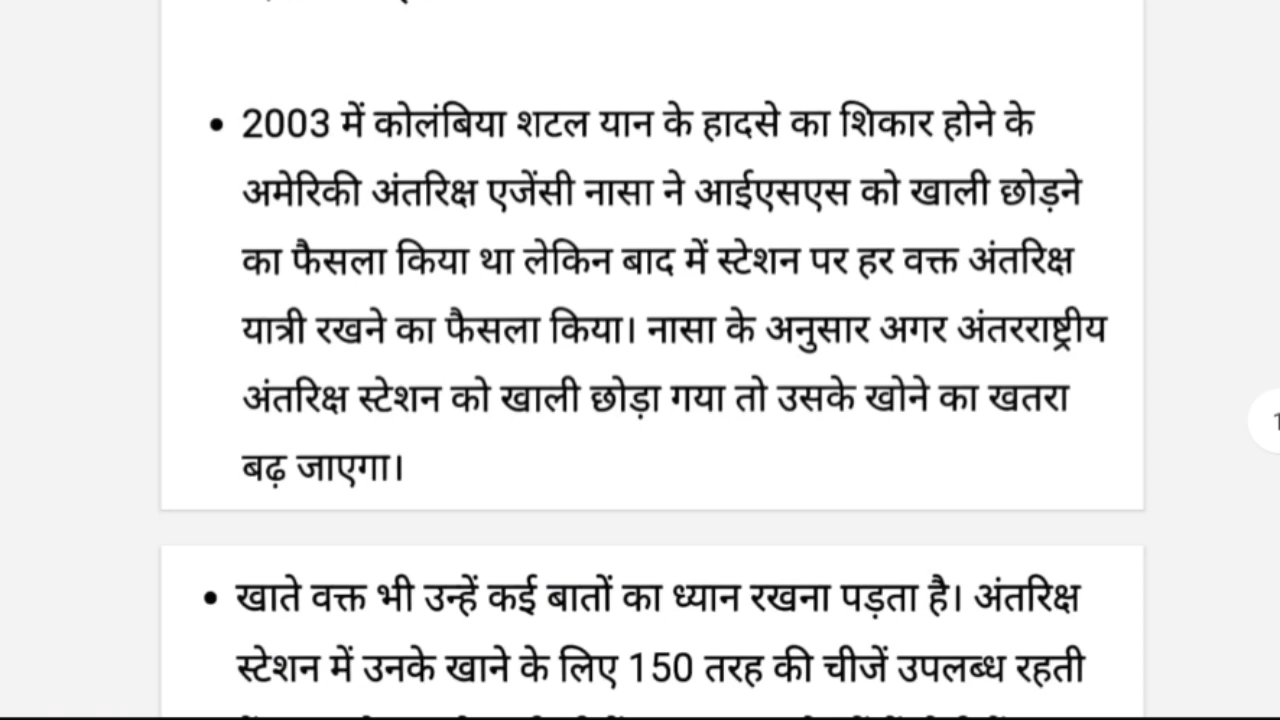 • 2003 में कोलंबिया शटल यान के हादसे का शिकार होने के
अमेरिकी अंतरिक्ष एजेंसी नासा ने आईएसएस को खाली छोड़ने
का फैसला किया था लेकिन बाद में स्टेशन पर हर वक्त अंतरिक्ष
यात्री रखने का फैसला किया। नासा के अनुसार अगर अंतरराष्ट्रीय
अंतरिक्ष स्टेशन को खाली छोड़ा गया तो उसके खोने का खतरा
बढ़ जाएगा।
1
• खाते वक्त भी उन्हें कई बातों का ध्यान रखना पड़ता है। अंतरिक्ष
स्टेशन में उनके खाने के लिए 150 तरह की चीजें उपलब्ध रहती